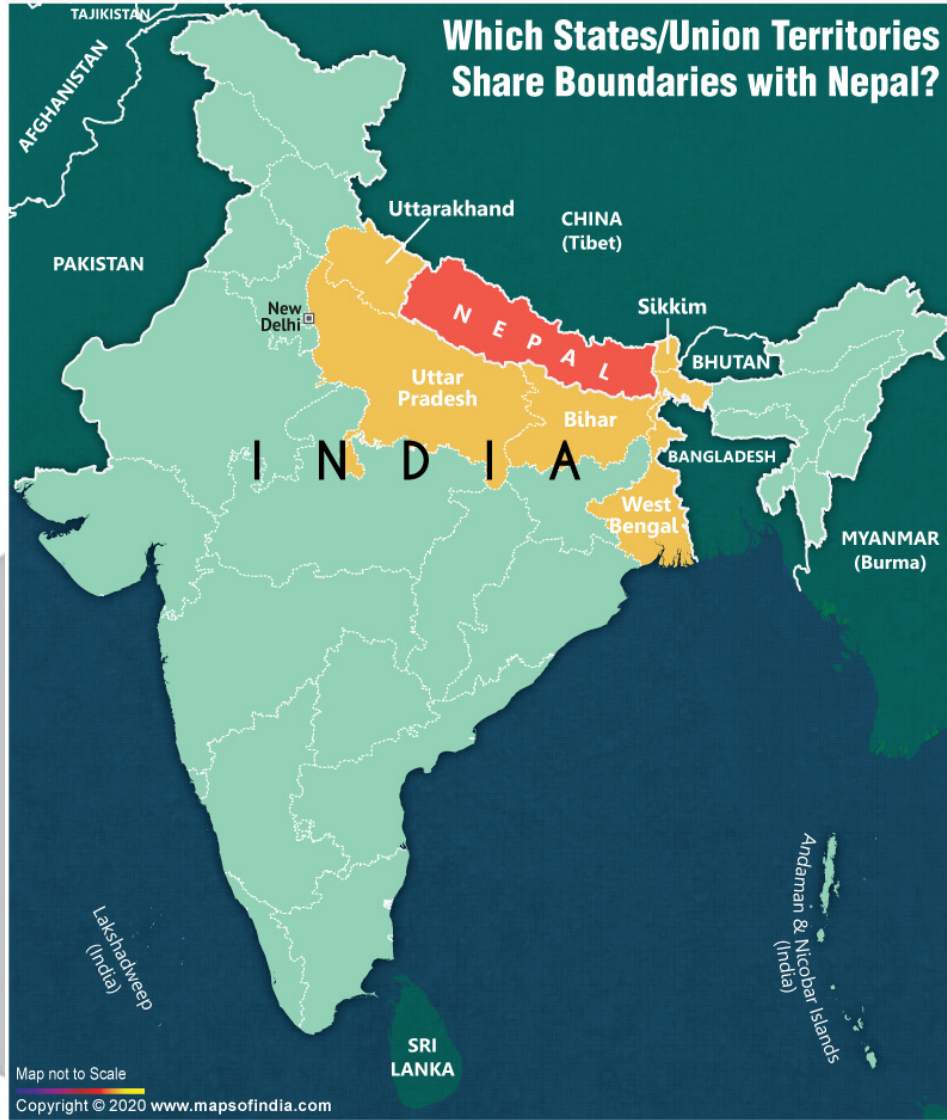 Which States/Union Territories
Share Boundaries with Nepal?
TAJIKISTAN
AFGHANISTAN
PAKISTAN
Uttarakhand
CHINA
(Tibet)
New
Delhi
NEPAL
Sikkim
BHUTAN
Uttar
Pradesh
Bihar
INDIA
BANGLADESH
West
Bengal
MYANMAR
(Burma)
Lakshadweep
(India)
Andaman & Nicobar Islands
(India)
SRI
LANKA
Map not to Scale
Copyright © 2020 www.mapsofindia.com